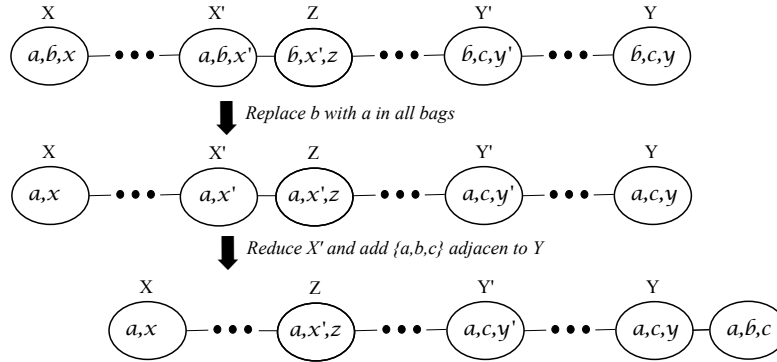 X X' Z Y' Y
a,b,x ••• a,b,x' b,x',z ••• b,c,y' ••• b,c,y
Replace b with a in all bags
X X' Z Y' Y
a,x ••• a,x' a,x',z ••• a,c,y' ••• a,c,y
Reduce X' and add {a,b,c} adjacen to Y
X Z Y' Y
a,x ••• a,x',z ••• a,c,y' ••• a,c,y a,b,c